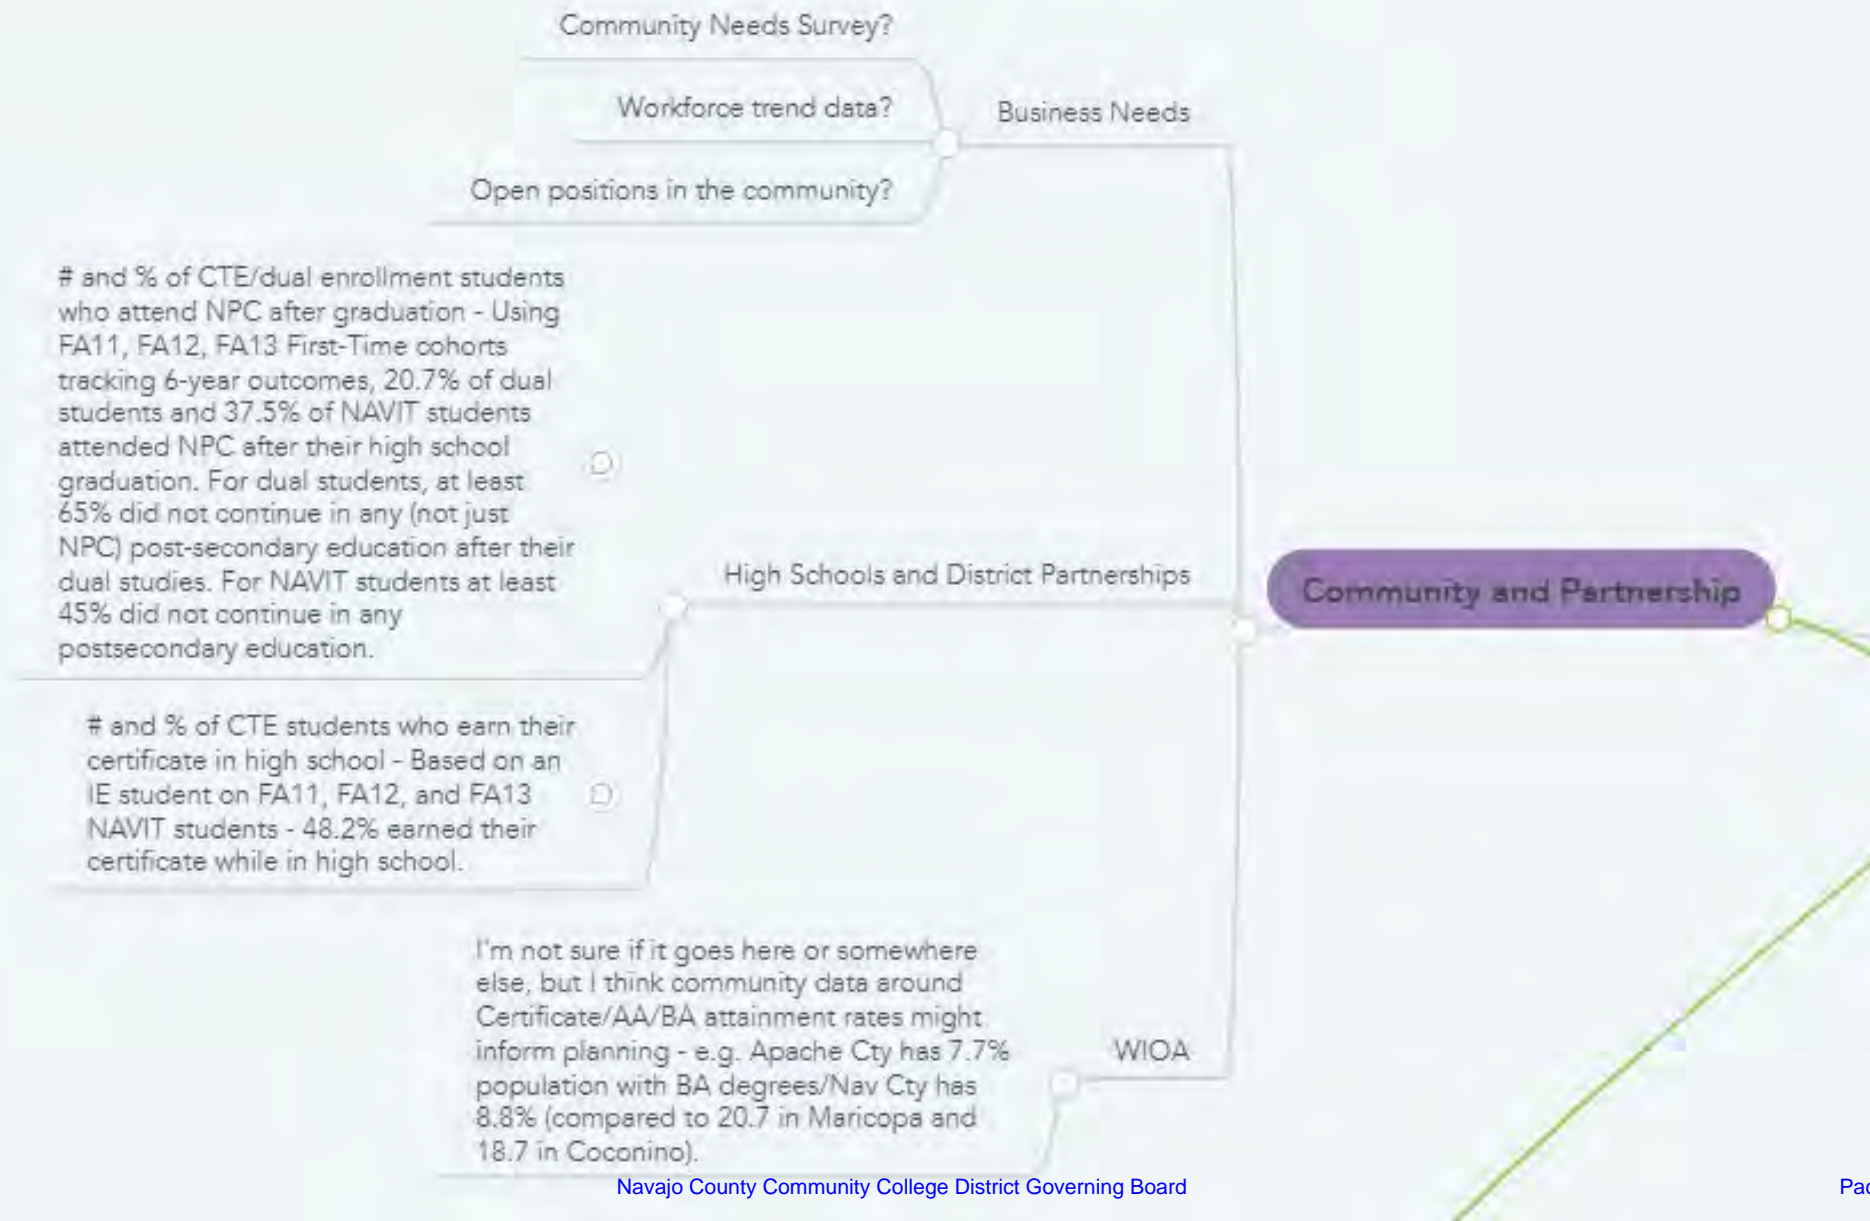 Community Needs Survey?
Workforce trend data?
Business Needs
Open positions in the community?
# and % of CTE/dual enrollment students
who attend NPC after graduation - Using
FA11, FA12, FA13 First-Time cohorts
tracking 6-year outcomes, 20.7% of dual
students and 37.5% of NAVIT students
attended NPC after their high school
graduation. For dual students, at least
65% did not continue in any (not just
NPC) post-secondary education after their
dual studies. For NAVIT students at least
45% did not continue in any
postsecondary education.
High Schools and District Partnerships
Community and Partnership
# and % of CTE students who earn their
certificate in high school - Based on an
IE student on FA11, FA12, and FA13
NAVIT students - 48.2% earned their
certificate while in high school.
I'm not sure if it goes here or somewhere
else, but I think community data around
Certificate/AA/BA attainment rates might
inform planning - e.g. Apache Cty has 7.7%
population with BA degrees/Nav Cty has
8.8% (compared to 20.7 in Maricopa and
18.7 in Coconino).
WIOA
Navajo County Community College District Governing Board